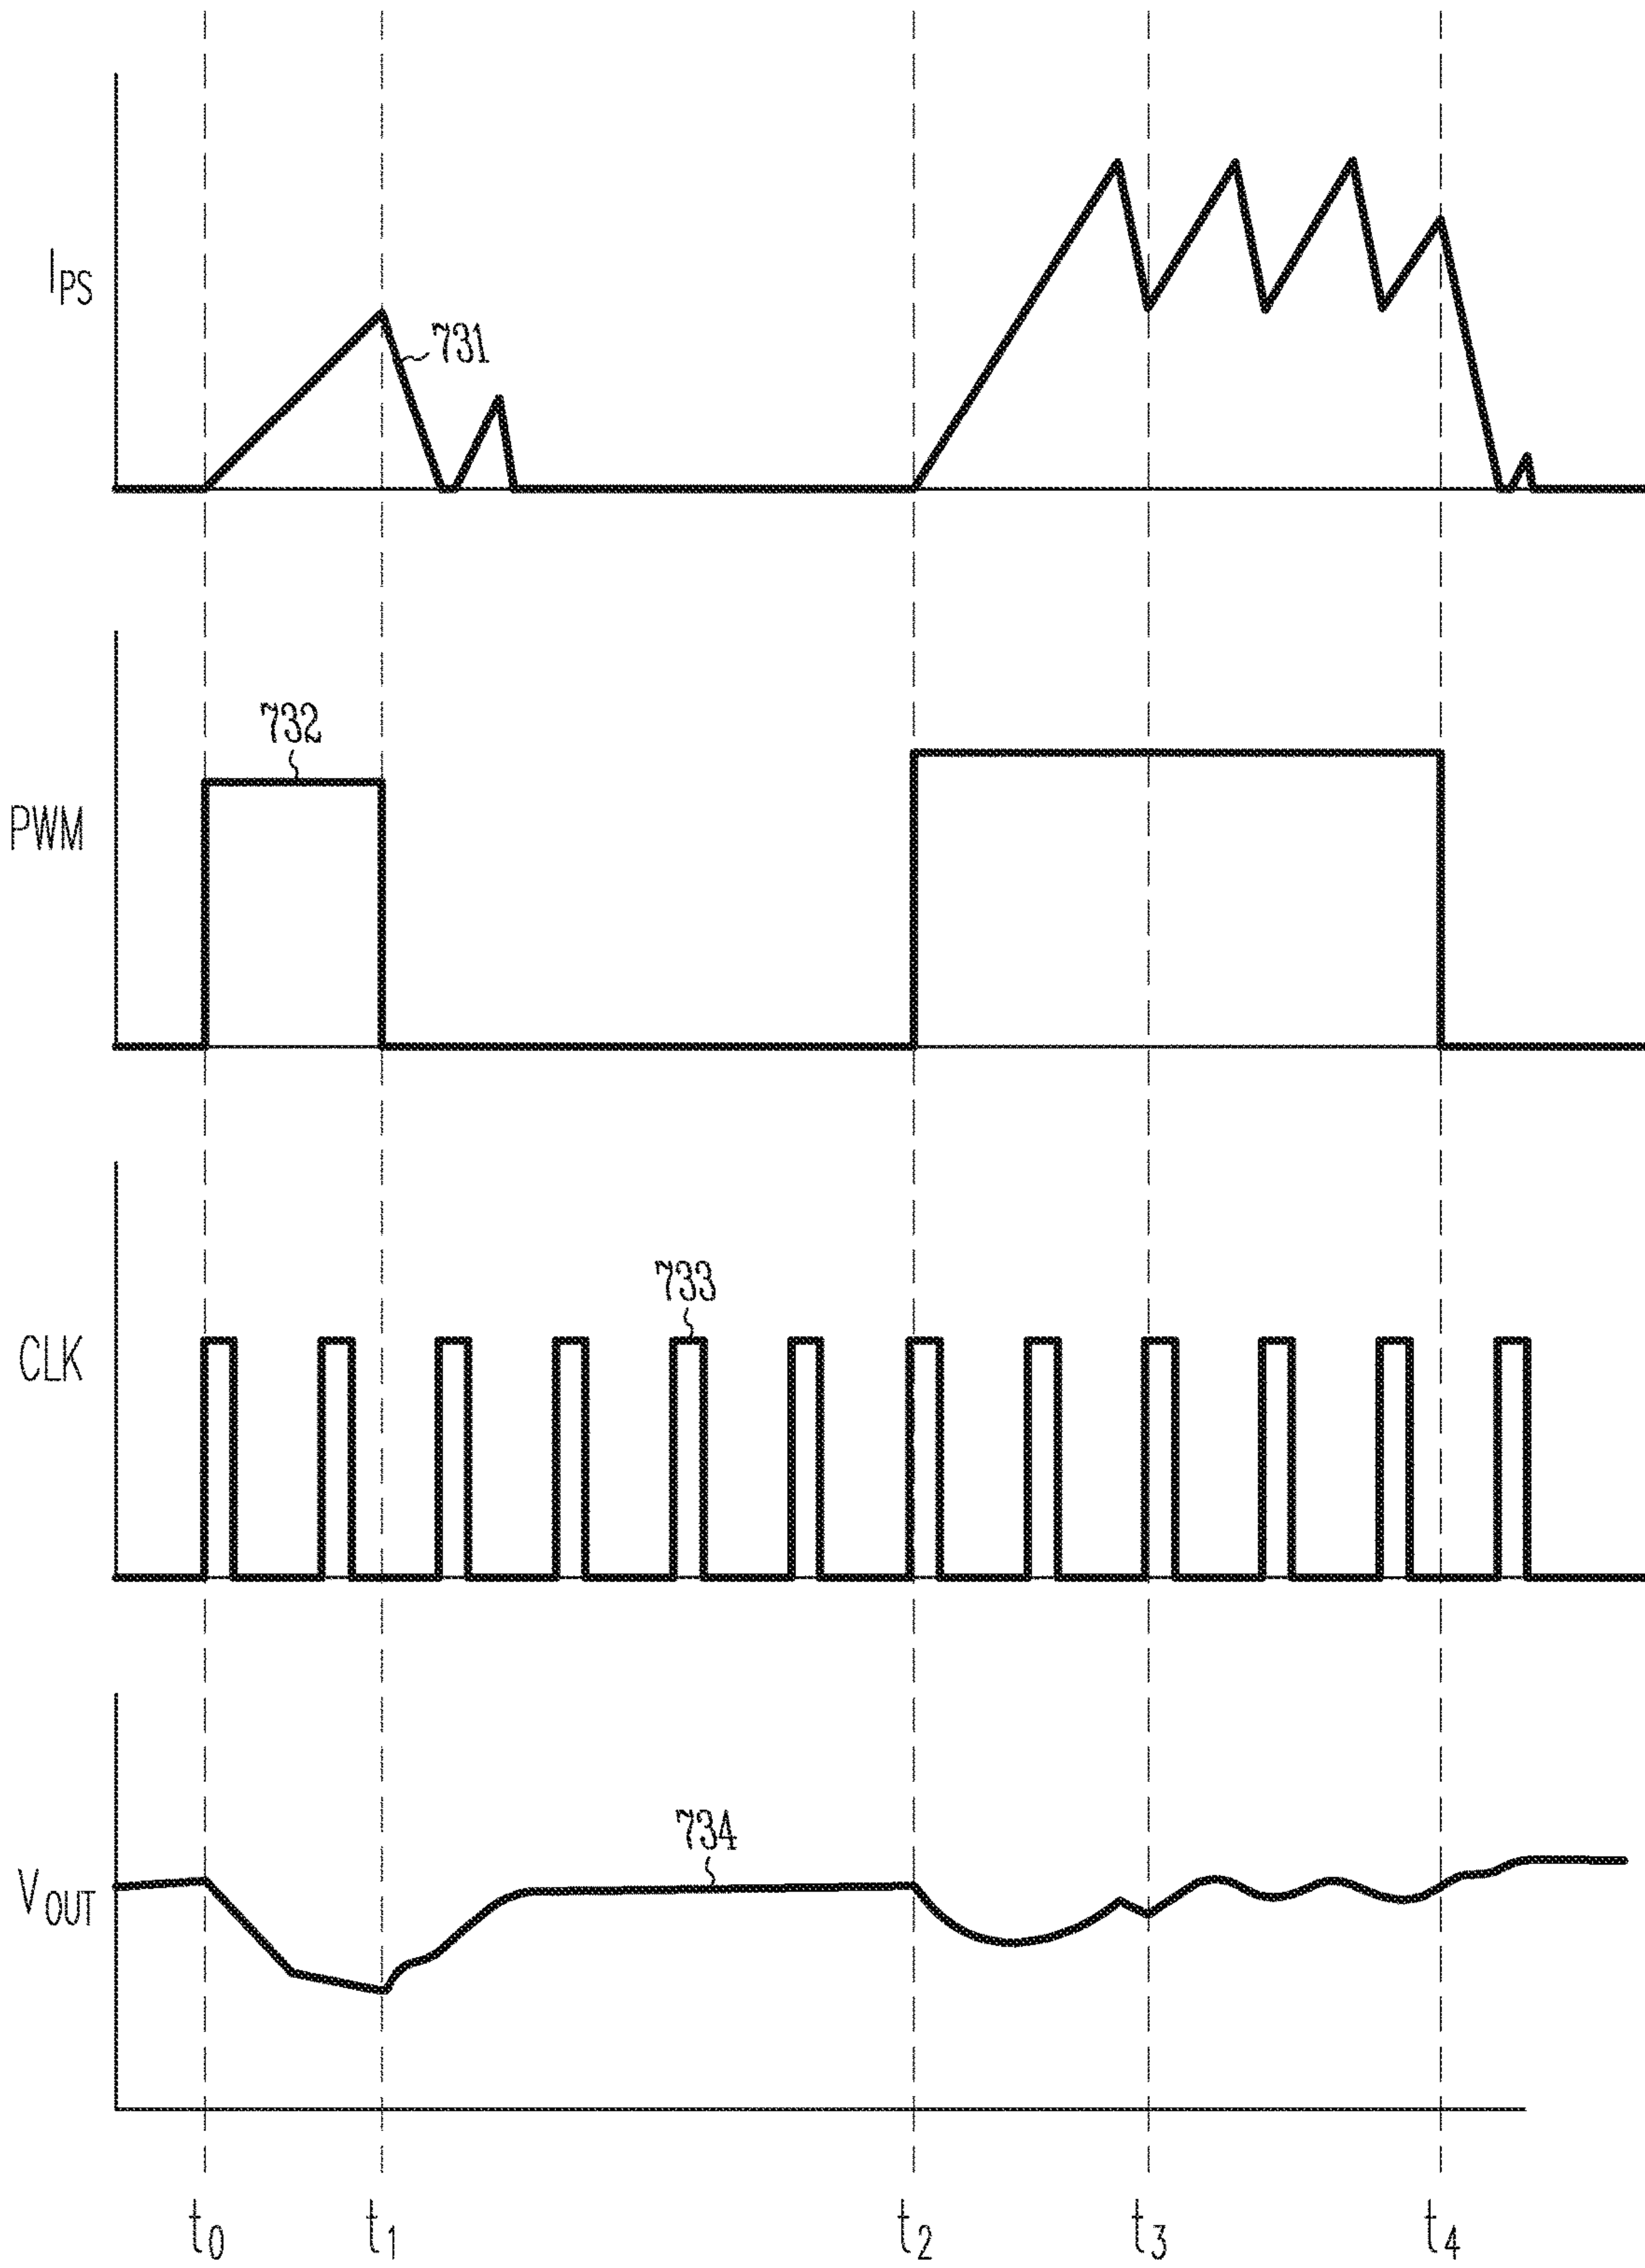 I_PS
731
732
PWM
733
CLK
734
V_OUT
t_0 t_1 t_2 t_3 t_4